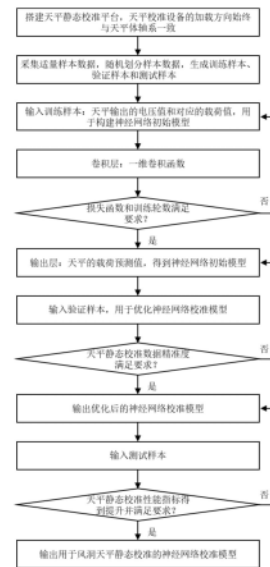 搭建天平静态校准平台，天平校准设备的加载方向始终
与天平体轴系一致
采集适量样本数据，随机划分样本数据，生成训练样本、
验证样本和测试样本
输入训练样本：天平输出的电压值和对应的载荷值，用
于构建神经网络初始模型
卷积层：一维卷积函数
损失函数和训练轮数满足
要求？
否
是
输出层：天平的载荷预测值，得到神经网络初始模型
输入验证样本，用于优化神经网络校准模型
天平静态校准数据精准度
满足要求？
否
是
输出优化后的神经网络校准模型
输入测试样本
天平静态校准性能指标得
到提升并满足要求？
否
是
输出用于风洞天平静态校准的神经网络校准模型